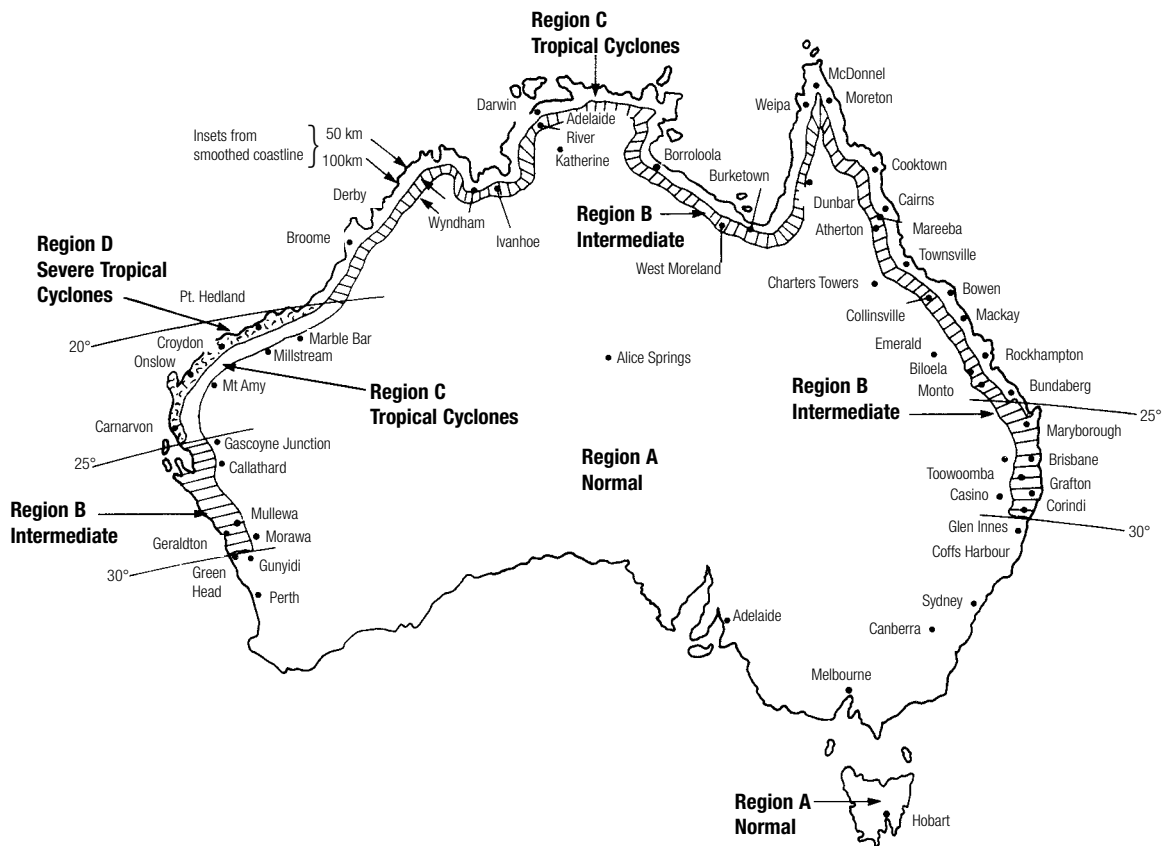 Region C
Tropical Cyclones
McDonnel
Moreton
Weipa
Darwin
Adelaide
River
Katherine
Insets from
smoothed coastline
50 km
100km
Borroloola
Burketown
Cooktown
Derby
Wyndham
Ivanhoe
Region B
Intermediate
Dunbar
Cairns
Atherton
Mareeba
Broome
West Moreland
Townsville
Region D
Severe Tropical
Cyclones
Pt. Hedland
Charters Towers
Bowen
Collinsville
Mackay
20°
Croydon
Marble Bar
Millstream
Onslow
Alice Springs
Emerald
Rockhampton
Biloela
Mt Amy
Region C
Tropical Cyclones
Region B
Intermediate
Monto
Bundaberg
25°
Carnarvon
Maryborough
25°
Gascoyne Junction
Callathard
Region A
Normal
Toowoomba
Brisbane
Grafton
Casino
Corindi
Region B
Intermediate
Mullewa
Morawa
Geraldton
Glen Innes
30°
Coffs Harbour
30°
Green
Head
Gunyidi
Perth
Adelaide
Sydney
Canberra
Melbourne
Region A
Normal
Hobart